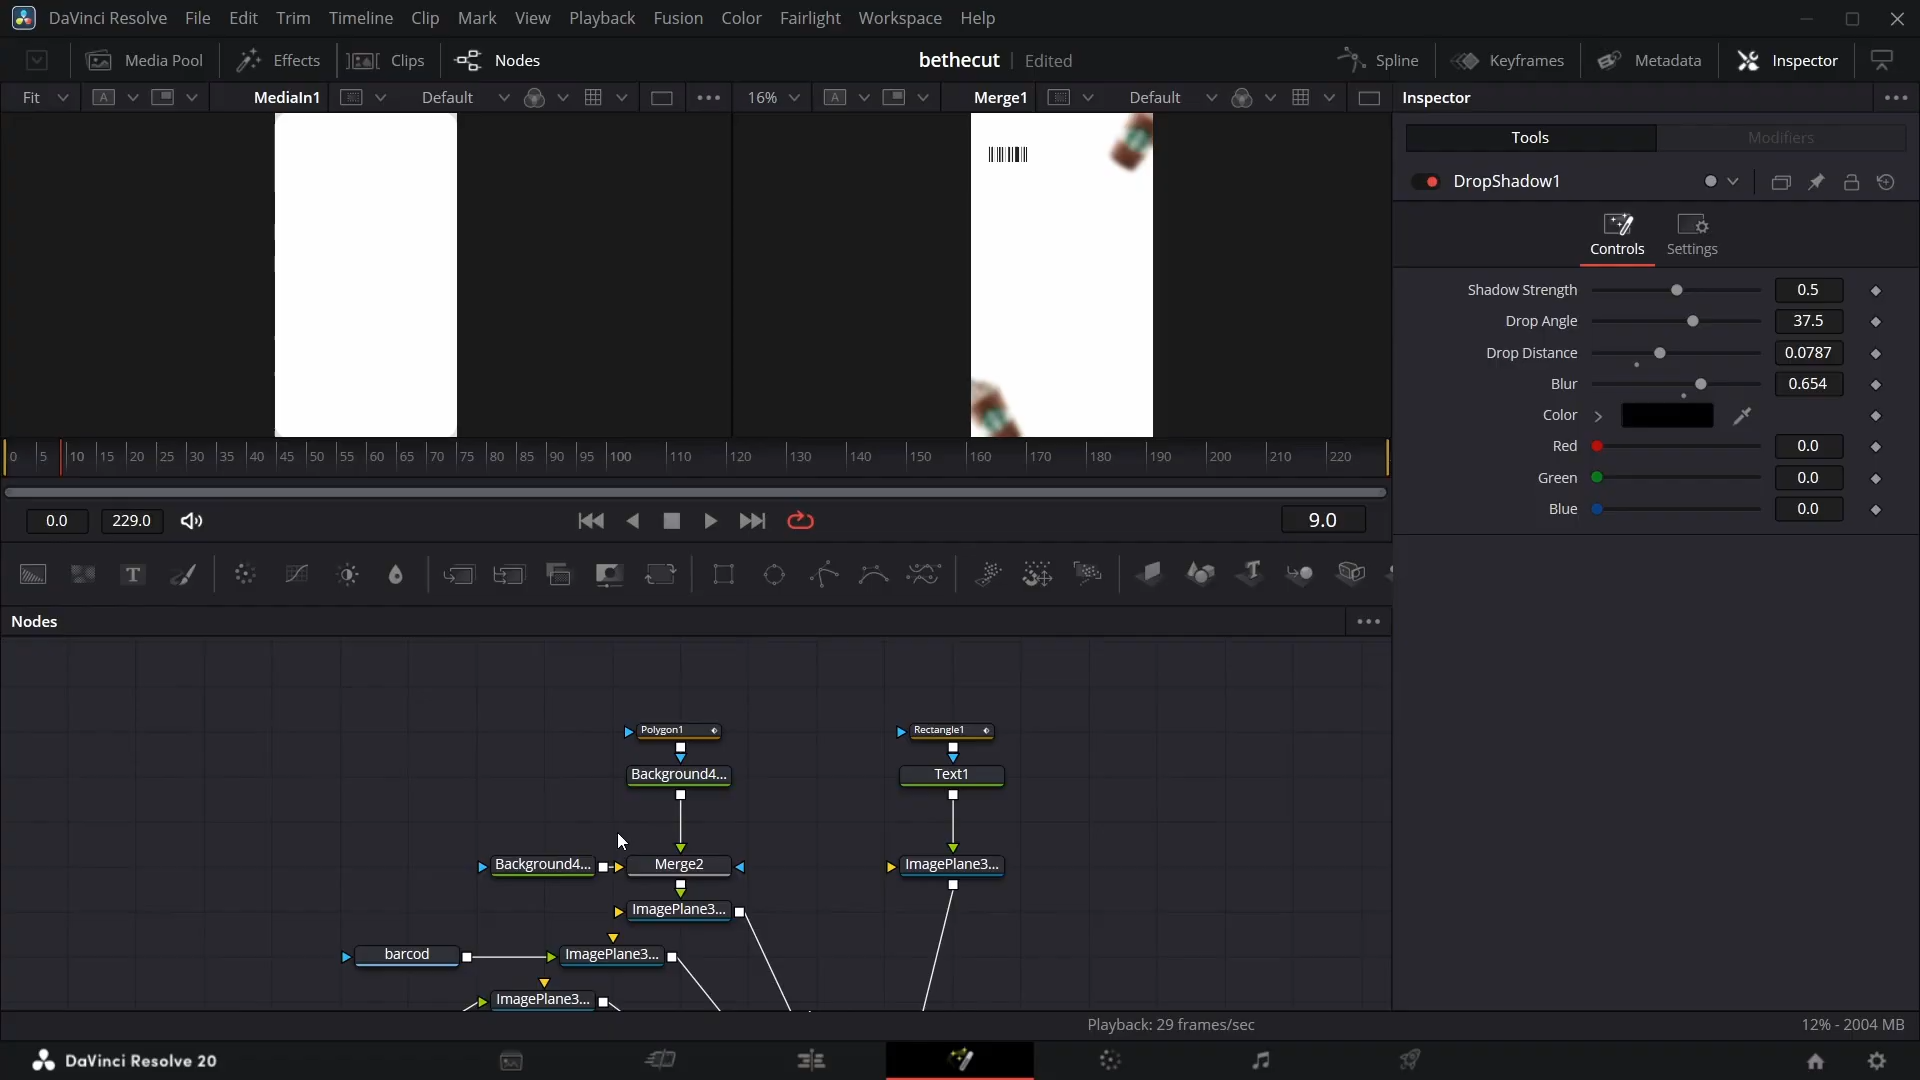 DaVinci Resolve File Edit Trim Timeline Clip Mark View Playback Fusion Color Fairlight Workspace Help
Media Pool Effects Clips Nodes bethecut Edited Spline Keyframes Metadata Inspector
Fit A MediaIn1 Default 16% A Merge1 Default Inspector
Tools Modifiers
DropShadow1
Controls Settings
Shadow Strength 0.5
Drop Angle 37.5
Drop Distance 0.0787
Blur 0.654
Color
Red 0.0
Green 0.0
Blue 0.0
0 5 10 15 20 25 30 35 40 45 50 55 60 65 70 75 80 85 90 95 100 110 120 130 140 150 160 170 180 190 200 210 220
0.0 229.0 9.0
T T
Nodes
Polygon1 Rectangle1
Background4... Text1
Background4... Merge2 ImagePlane3...
ImagePlane3...
barcod ImagePlane3...
ImagePlane3...
Playback: 29 frames/sec 12% - 2004 MB
DaVinci Resolve 20